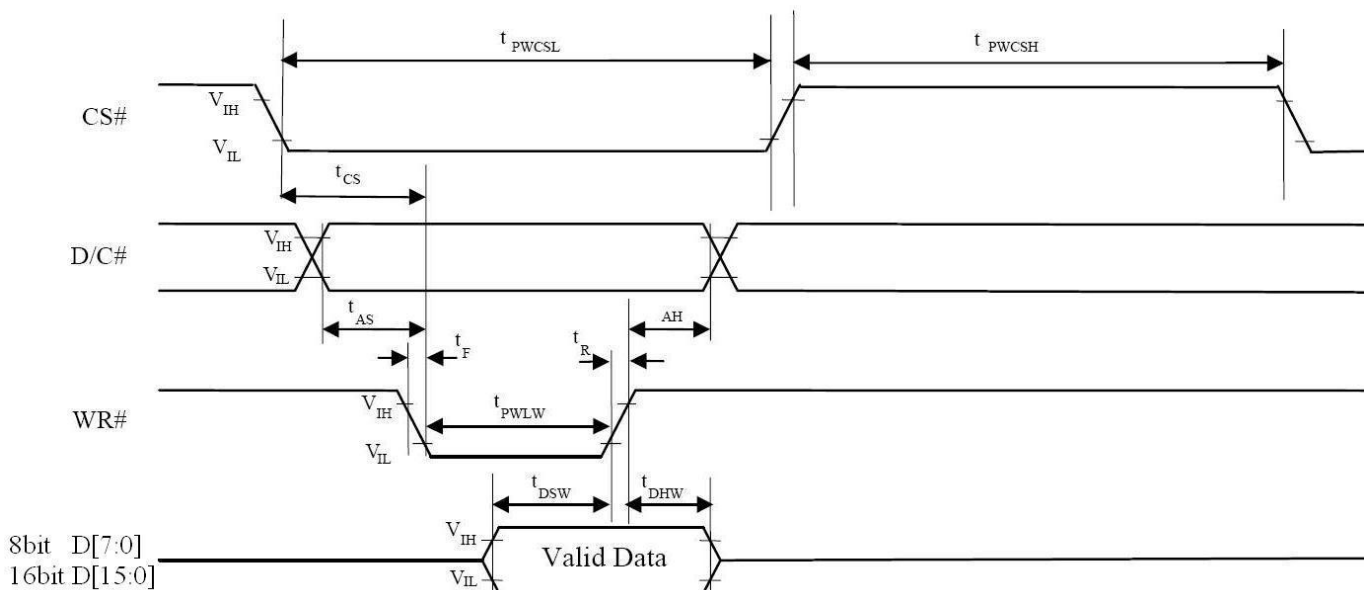 t PWCSL
t PWCSH
CS#
V IH
V IL
t CS
D/C#
V IH
V IL
t AS
AH
t F
t R
WR#
V IH
V IL
t PWLW
t DSW
t DHW
8bit D[7:0]
16bit D[15:0]
V IH
V IL
Valid Data